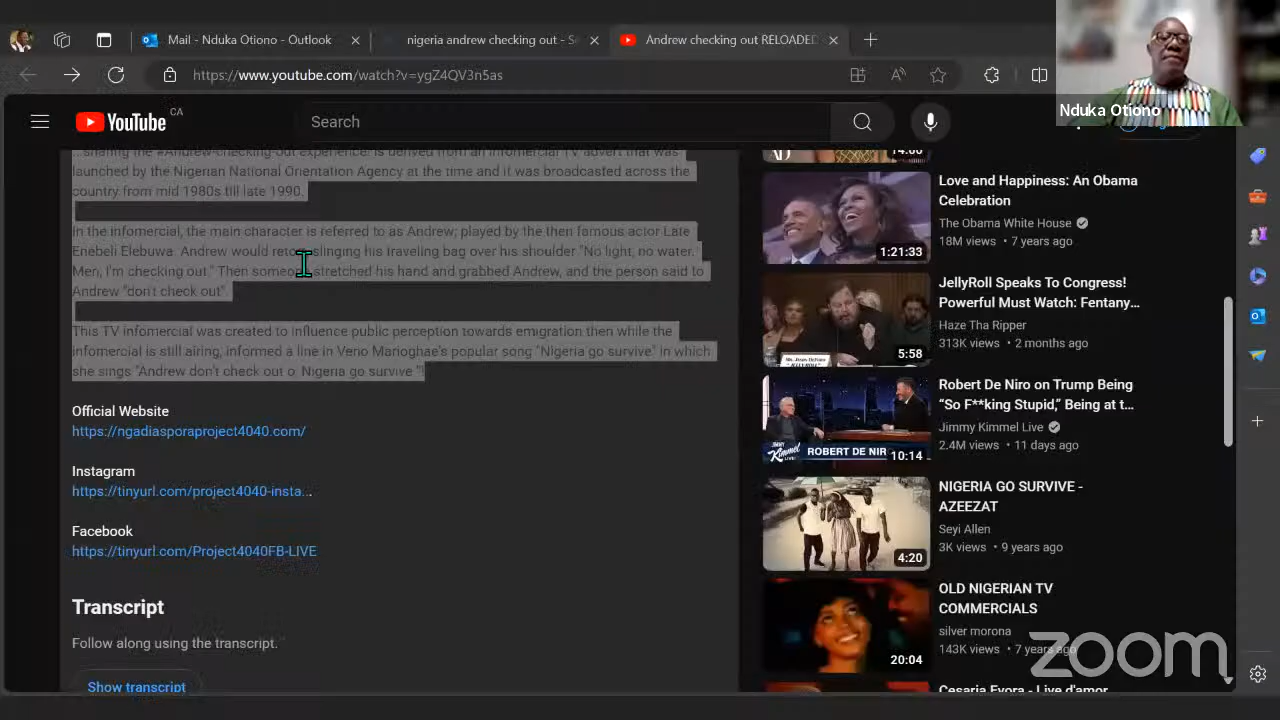 Mail - Nduka Otiono - Outlook
nigeria andrew checking out - Se
Andrew checking out RELOADED
https://www.youtube.com/watch?v=ygZ4QV3n5as
Nduka Otiono
YouTube CA
Search
...sharing the #Andrew-checking-out experience is derived from an infomercial TV advert that was
launched by the Nigerian National Orientation Agency at the time and it was broadcasted across the
country from mid 1980s till late 1990.
In the infomercial, the main character is referred to as Andrew; played by the then famous actor Late
Enebeli Elebuwa. Andrew would retort slinging his traveling bag over his shoulder "No light, no water.
Men, I'm checking out." Then someone stretched his hand and grabbed Andrew, and the person said to
Andrew "don't check out".
This TV infomercial was created to influence public perception towards emigration then while the
infomercial is still airing, informed a line in Veno Marioghae's popular song "Nigeria go survive" in which
she sings "Andrew don't check out o. Nigeria go survive "!
Official Website
https://ngadiasporaproject4040.com/
Instagram
https://tinyurl.com/project4040-insta...
Facebook
https://tinyurl.com/Project4040FB-LIVE
Transcript
Follow along using the transcript.
Show transcript
14:06
Love and Happiness: An Obama
Celebration
The Obama White House
18M views • 7 years ago
1:21:33
JellyRoll Speaks To Congress!
Powerful Must Watch: Fentany...
Haze Tha Ripper
313K views • 2 months ago
5:58
Robert De Niro on Trump Being
“So F**king Stupid,” Being at t...
Jimmy Kimmel Live
2.4M views • 11 days ago
JIMMY KIMMEL LIVE!
ROBERT DE NIR
10:14
NIGERIA GO SURVIVE -
AZEEZAT
Seyi Allen
3K views • 9 years ago
4:20
OLD NIGERIAN TV
COMMERCIALS
silver morona
143K views • 7 years ago
20:04
Cesaria Evora - Live d'amor
zoom